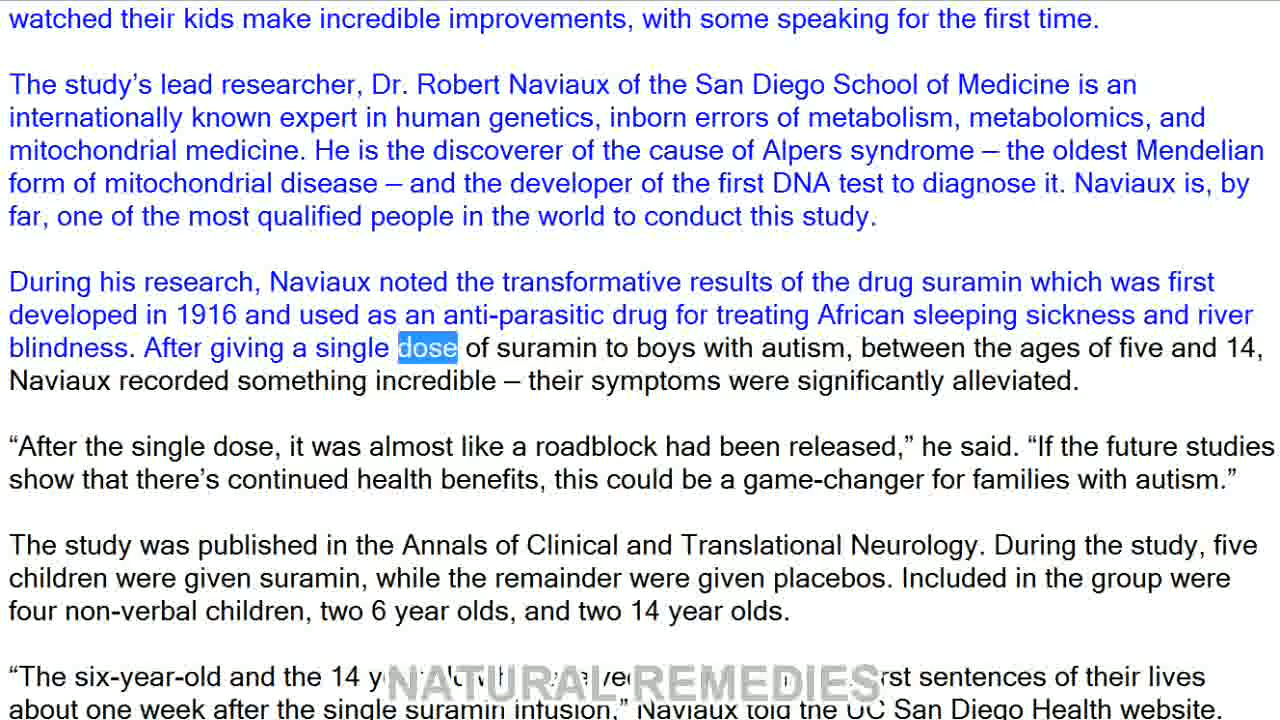 watched their kids make incredible improvements, with some speaking for the first time.
The study’s lead researcher, Dr. Robert Naviaux of the San Diego School of Medicine is an
internationally known expert in human genetics, inborn errors of metabolism, metabolomics, and
mitochondrial medicine. He is the discoverer of the cause of Alpers syndrome – the oldest Mendelian
form of mitochondrial disease – and the developer of the first DNA test to diagnose it. Naviaux is, by
far, one of the most qualified people in the world to conduct this study.
During his research, Naviaux noted the transformative results of the drug suramin which was first
developed in 1916 and used as an anti-parasitic drug for treating African sleeping sickness and river
blindness. After giving a single dose of suramin to boys with autism, between the ages of five and 14,
Naviaux recorded something incredible – their symptoms were significantly alleviated.
“After the single dose, it was almost like a roadblock had been released,” he said. “If the future studies
show that there’s continued health benefits, this could be a game-changer for families with autism.”
The study was published in the Annals of Clinical and Translational Neurology. During the study, five
children were given suramin, while the remainder were given placebos. Included in the group were
four non-verbal children, two 6 year olds, and two 14 year olds.
“The six-year-old and the 14 sentences of their lives
NATURAL REMEDIES
about one week after the single suramin infusion,” Naviaux told the UC San Diego Health website.